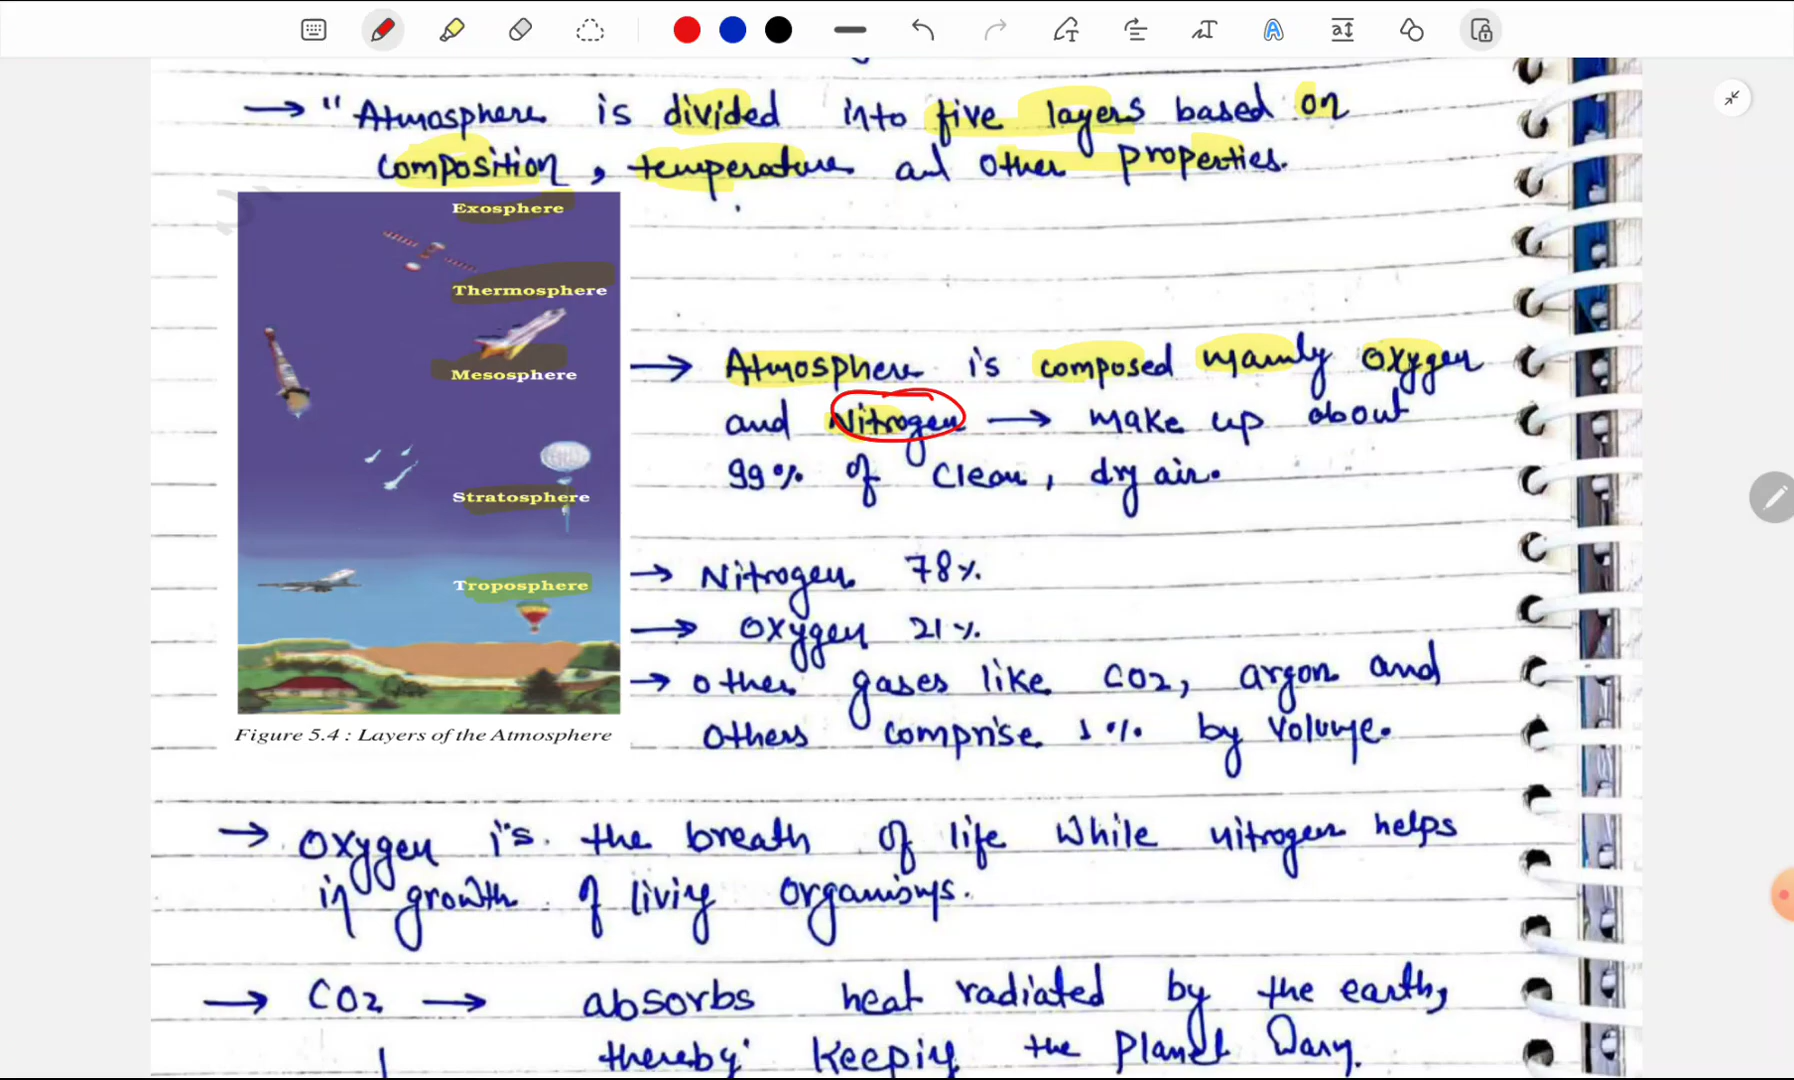 → "Atmosphere is divided into five layers based on
composition, temperature and other properties.
Exosphere
Thermosphere
Mesosphere
Stratosphere
Troposphere
Figure 5.4 : Layers of the Atmosphere
→ Atmosphere is composed mainly oxygen
and Nitrogen → make up about
99% of clean, dry air.
→ Nitrogen 78%.
→ Oxygen 21%.
→ other gases like CO2, argon and
others comprise 1% by volume.
→ Oxygen is the breath of life while nitrogen helps
in growth of living organisms.
→ CO2 → absorbs heat radiated by the earth,
thereby keeping the planet warm.